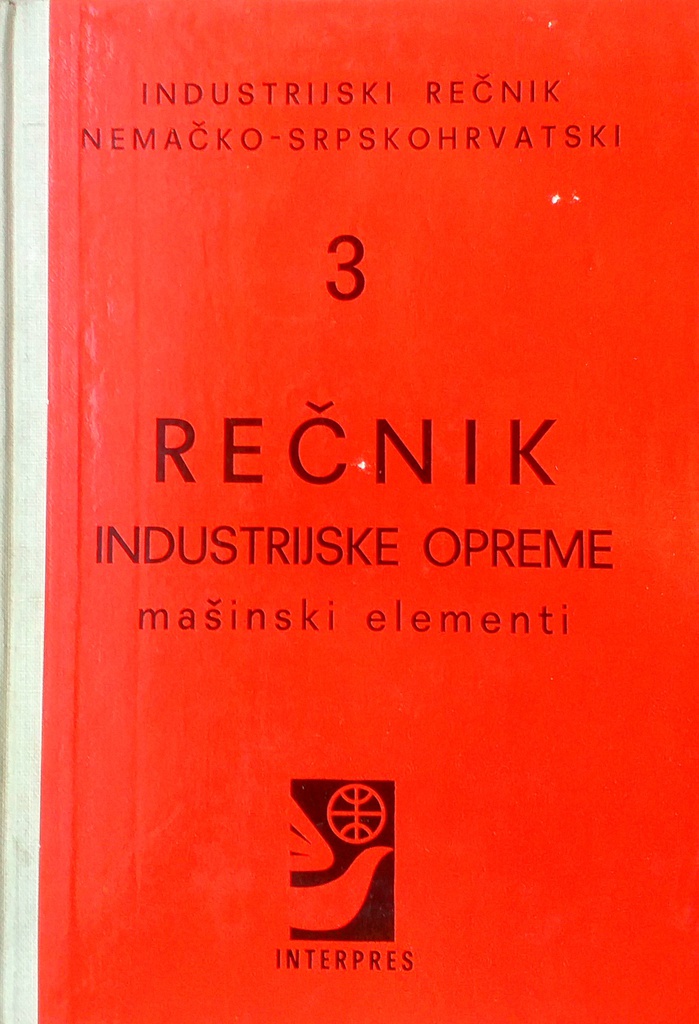 INDUSTRIJSKI REČNIK
NEMAČKO-SRPSKOHRVATSKI
3
REČNIK
INDUSTRIJSKE OPREME
mašinski elementi
INTERPRES